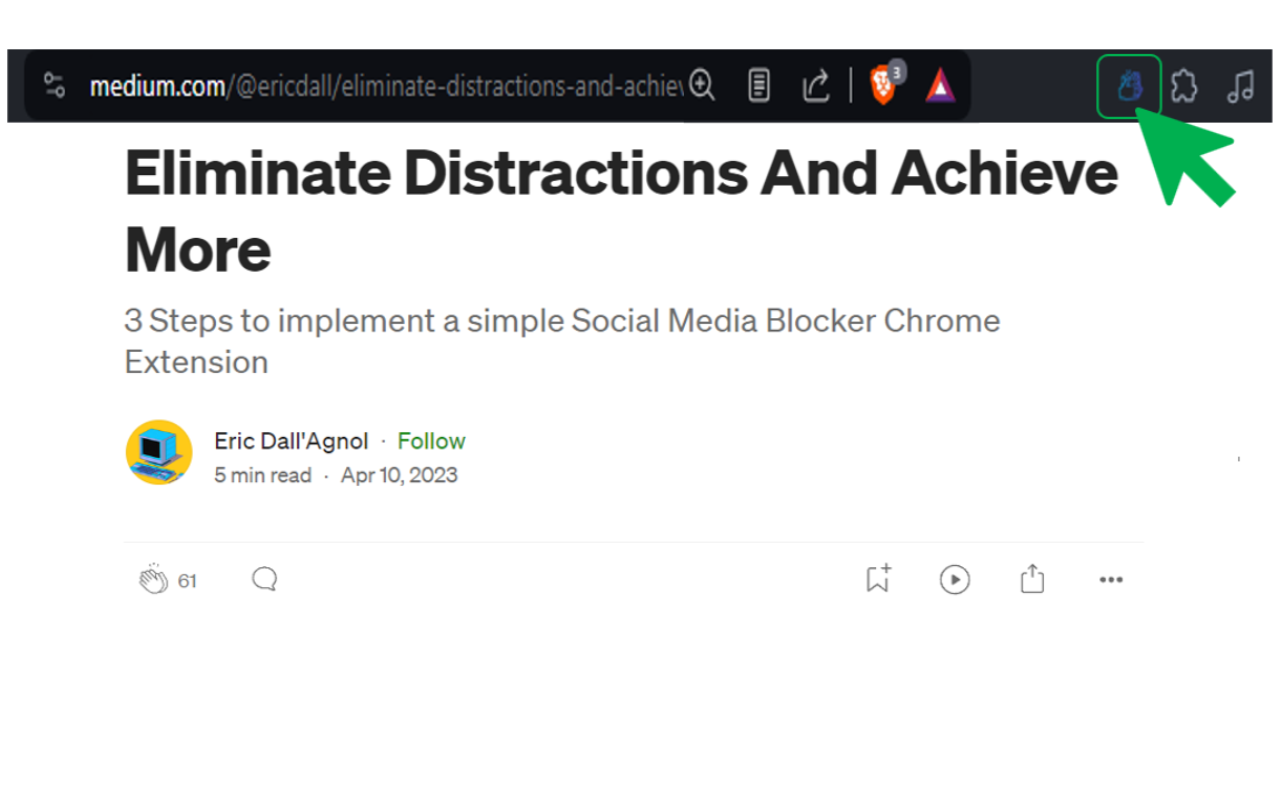 medium.com/@ericdall/eliminate-distractions-and-achiev
3
Eliminate Distractions And Achieve
More
3 Steps to implement a simple Social Media Blocker Chrome
Extension
Eric Dall'Agnol · Follow
5 min read · Apr 10, 2023
61